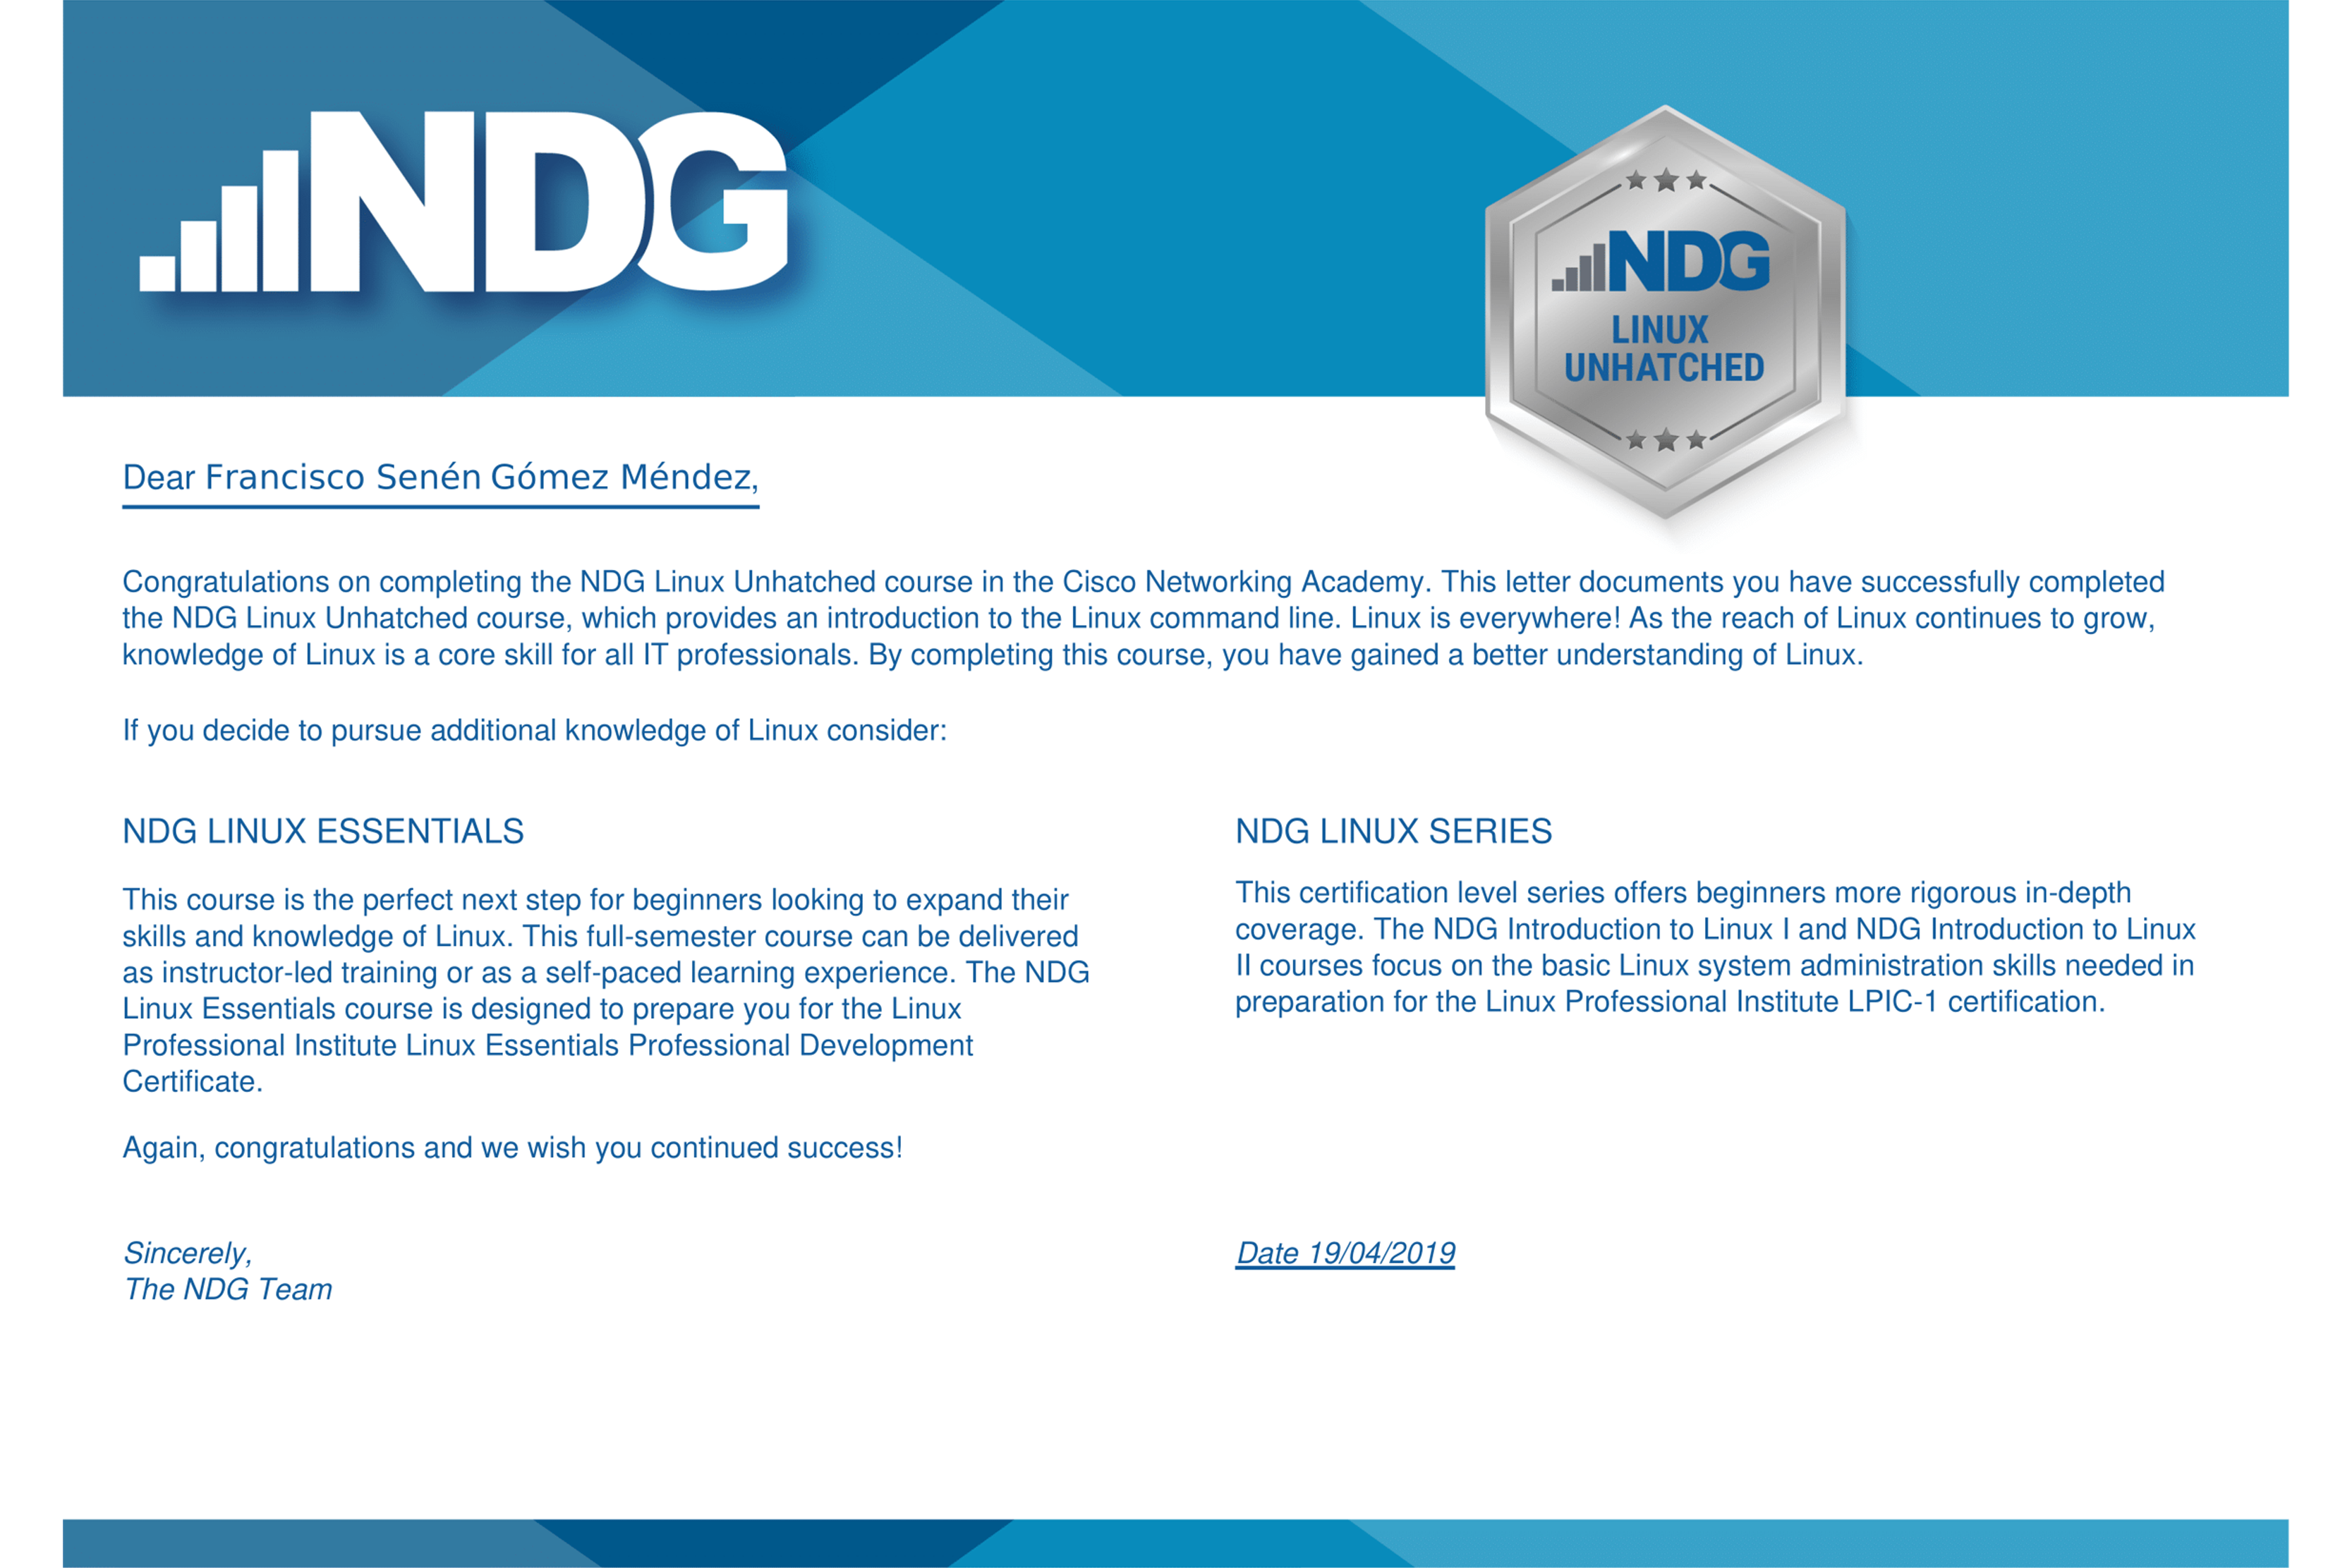 NDG
NDG
LINUX
UNHATCHED
Dear Francisco Senén Gómez Méndez,
Congratulations on completing the NDG Linux Unhatched course in the Cisco Networking Academy. This letter documents you have successfully completed
the NDG Linux Unhatched course, which provides an introduction to the Linux command line. Linux is everywhere! As the reach of Linux continues to grow,
knowledge of Linux is a core skill for all IT professionals. By completing this course, you have gained a better understanding of Linux.
If you decide to pursue additional knowledge of Linux consider:
NDG LINUX ESSENTIALS
This course is the perfect next step for beginners looking to expand their
skills and knowledge of Linux. This full-semester course can be delivered
as instructor-led training or as a self-paced learning experience. The NDG
Linux Essentials course is designed to prepare you for the Linux
Professional Institute Linux Essentials Professional Development
Certificate.
NDG LINUX SERIES
This certification level series offers beginners more rigorous in-depth
coverage. The NDG Introduction to Linux I and NDG Introduction to Linux
II courses focus on the basic Linux system administration skills needed in
preparation for the Linux Professional Institute LPIC-1 certification.
Again, congratulations and we wish you continued success!
Sincerely,
The NDG Team
Date 19/04/2019